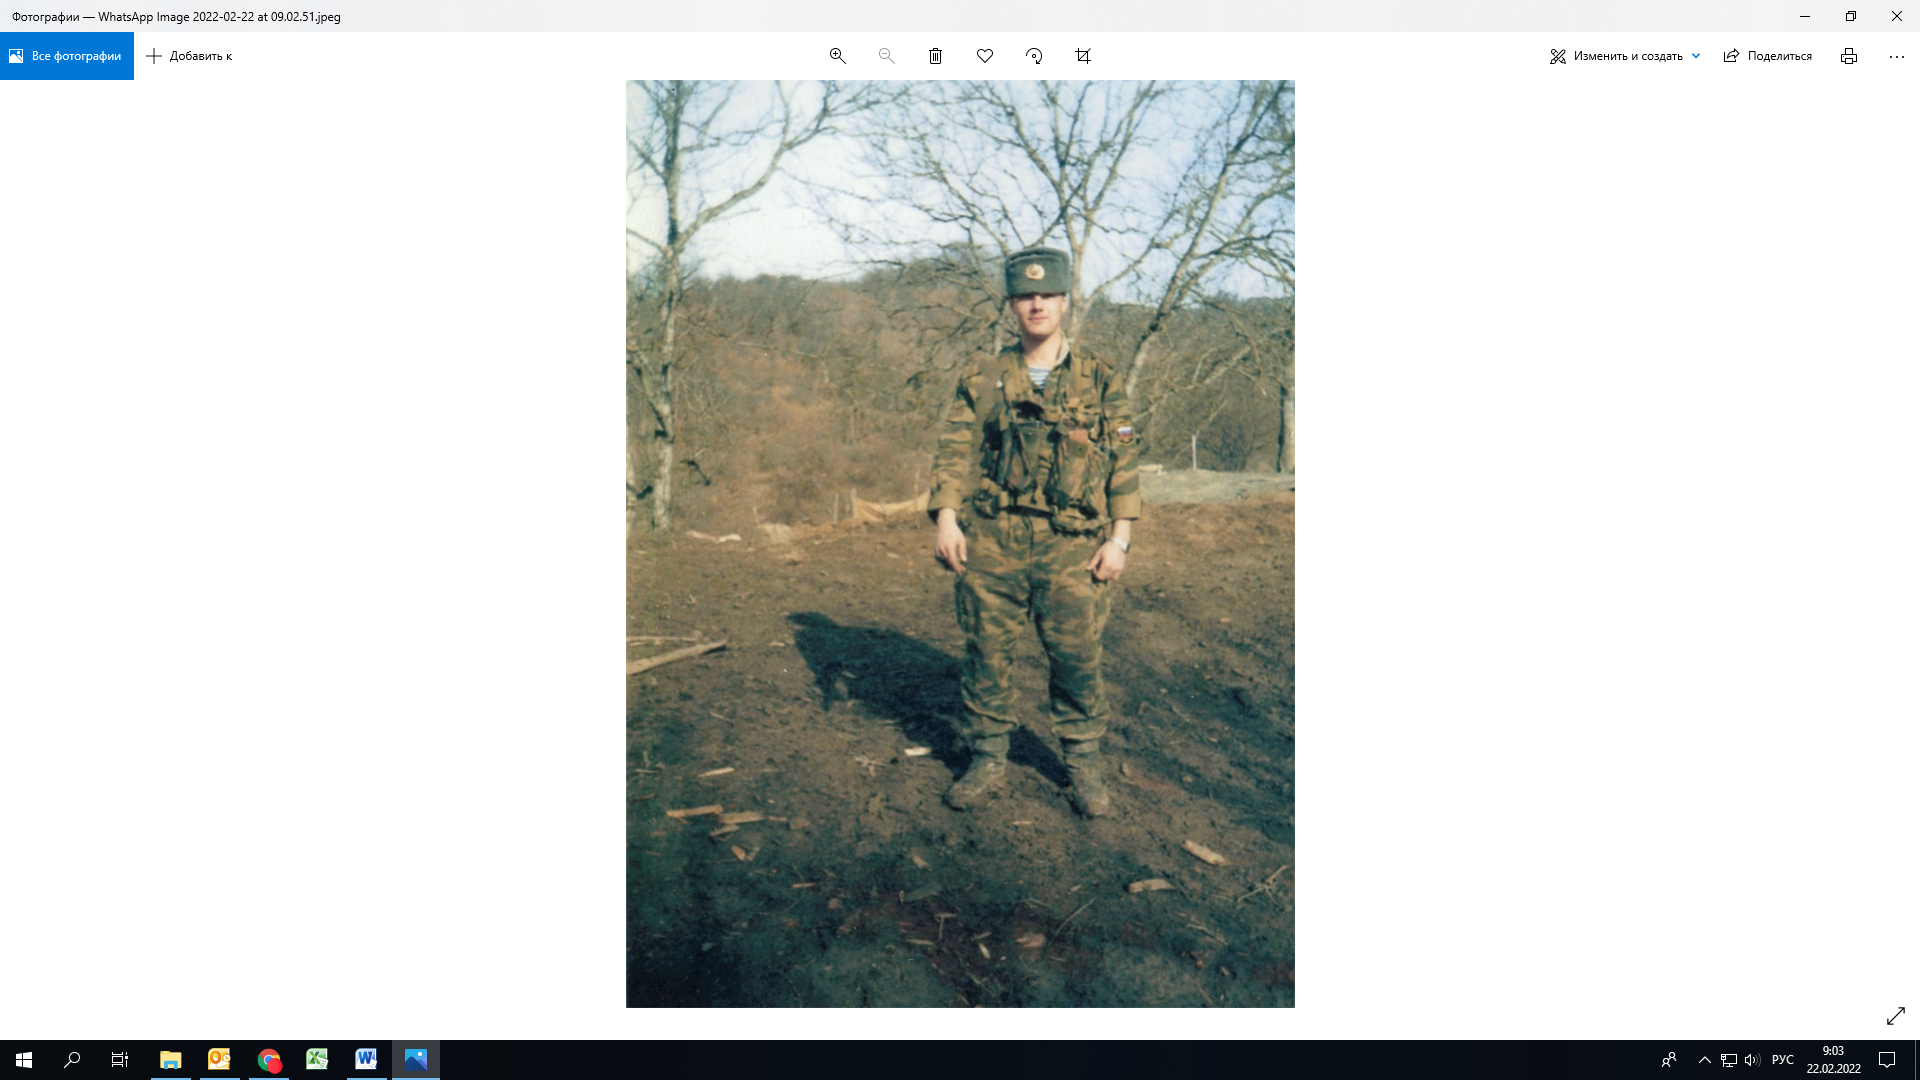 Фотографии — WhatsApp Image 2022-02-22 at 09.02.51.jpeg
Все фотографии
Добавить к
Изменить и создать
Поделиться
РУС
9:03
22.02.2022